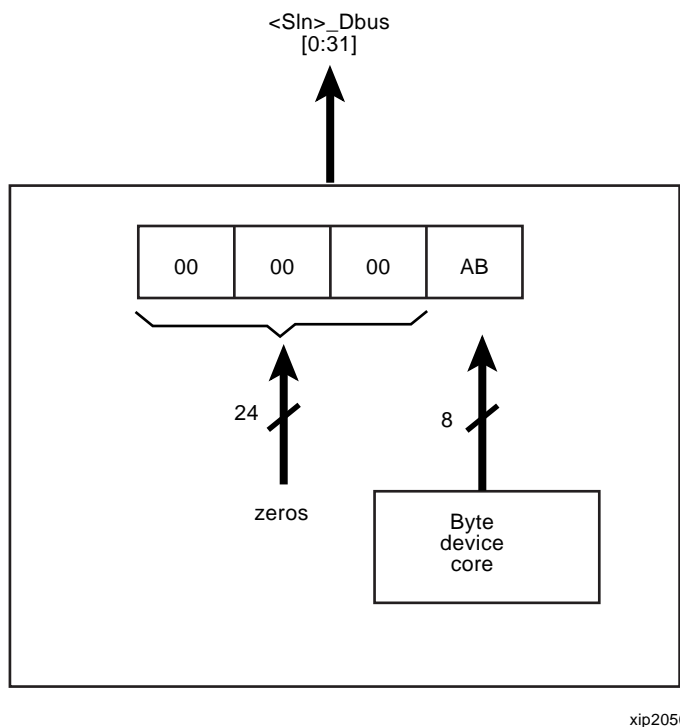 <Sln>_Dbus
[0:31]
00 00 00 AB
24 8
zeros
Byte
device
core